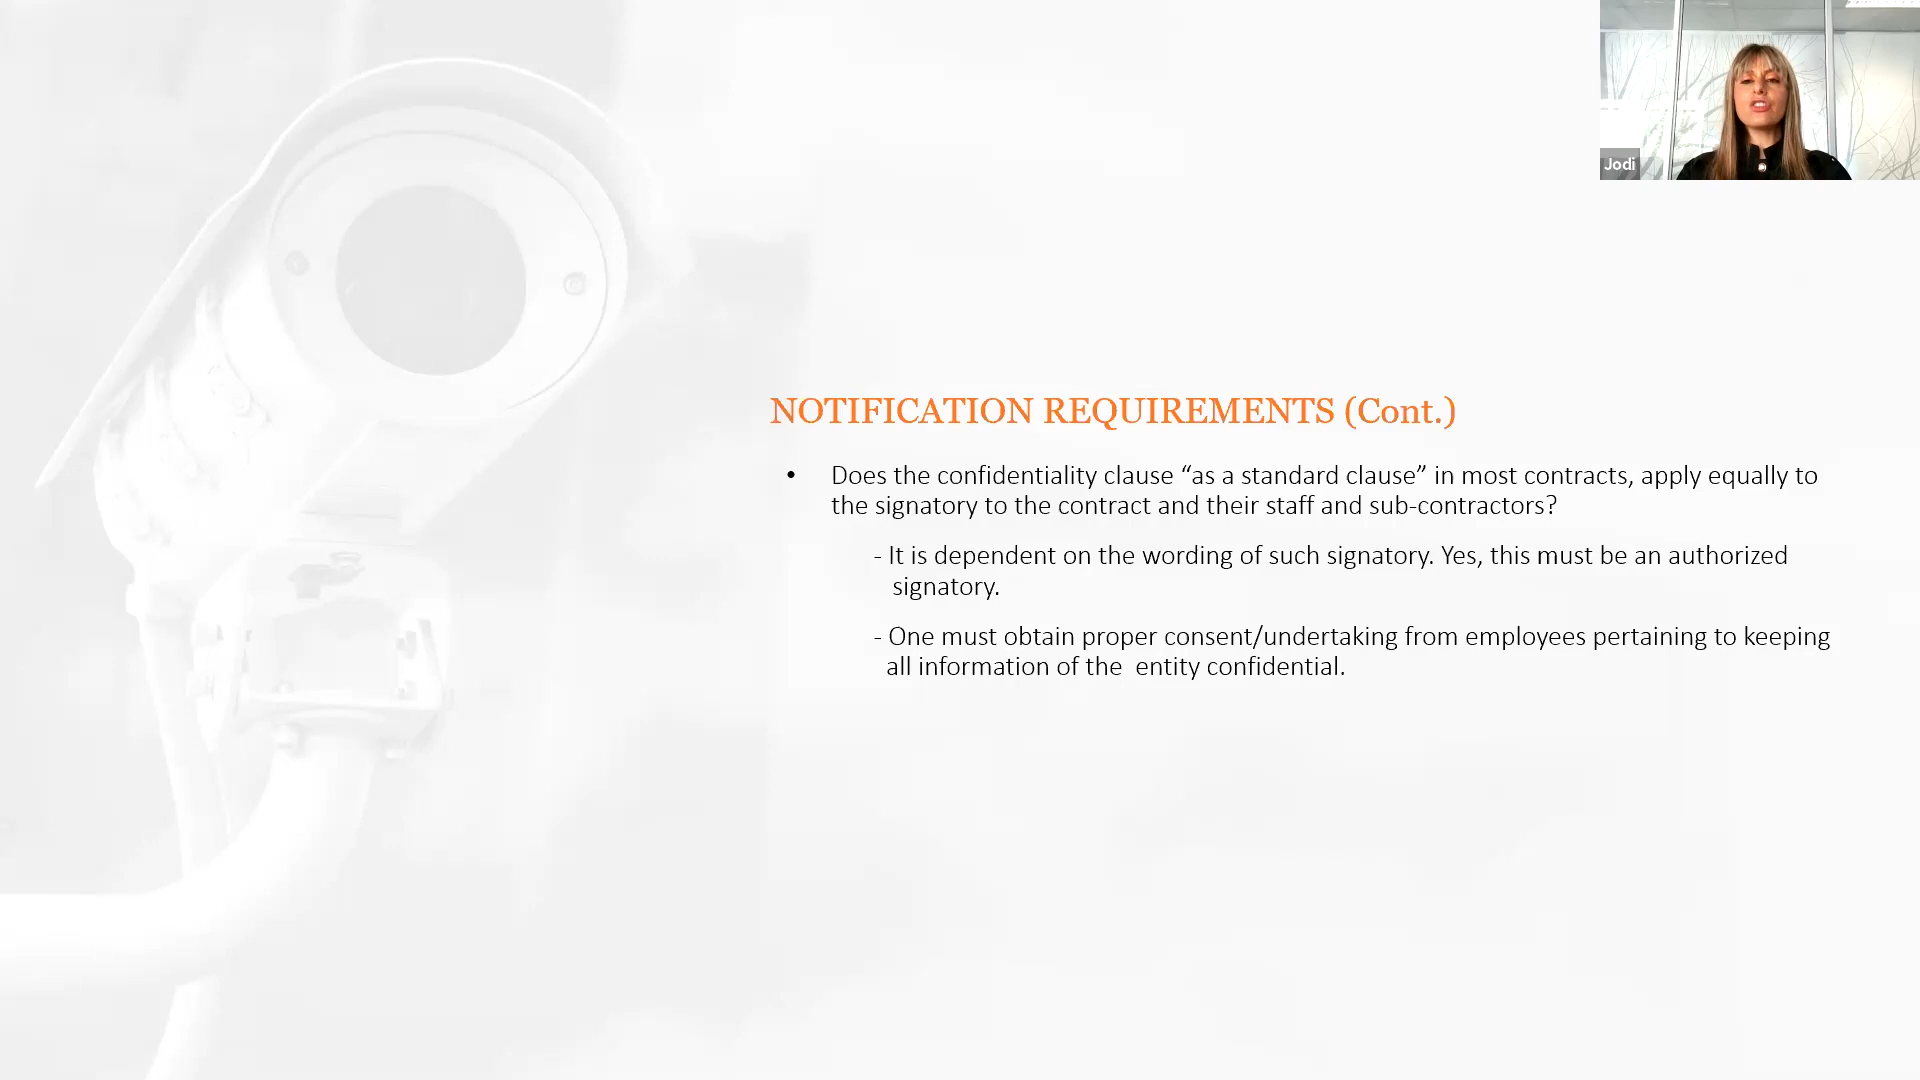 Jodi
NOTIFICATION REQUIREMENTS (Cont.)
• Does the confidentiality clause “as a standard clause” in most contracts, apply equally to
the signatory to the contract and their staff and sub-contractors?
- It is dependent on the wording of such signatory. Yes, this must be an authorized
signatory.
- One must obtain proper consent/undertaking from employees pertaining to keeping
all information of the  entity confidential.